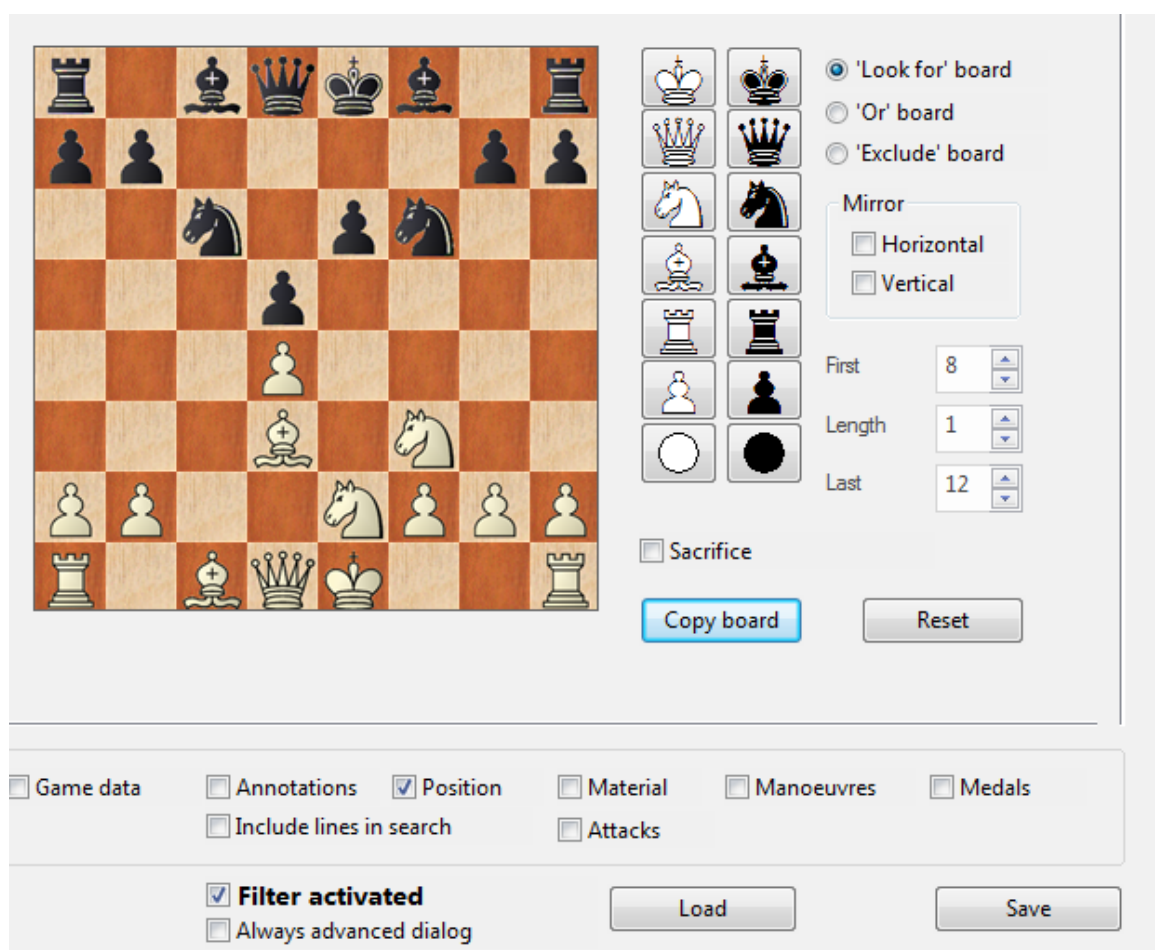 'Look for' board
'Or' board
'Exclude' board
Mirror
Horizontal
Vertical
First 8
Length 1
Last 12
Sacrifice
Copy board Reset
Game data Annotations Position Material Manoeuvres Medals
Include lines in search Attacks
Filter activated Load Save
Always advanced dialog